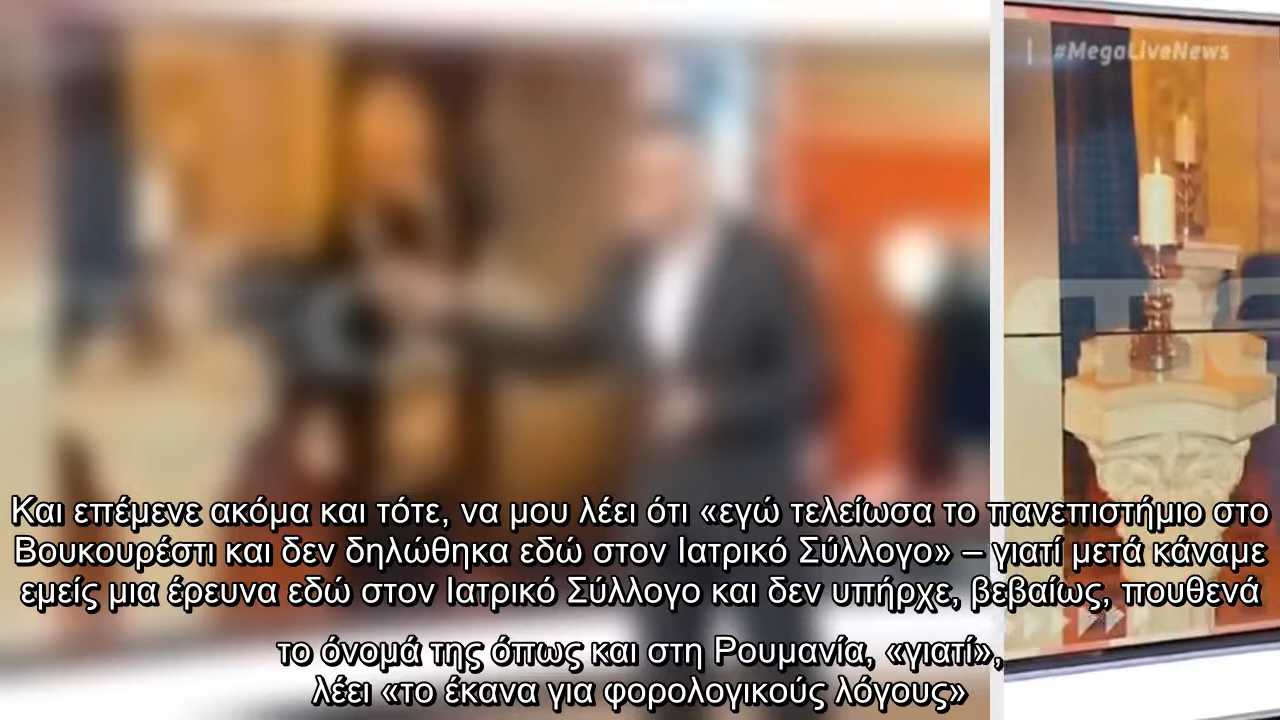 #MegaLiveNews
Και επέμενε ακόμα και τότε, να μου λέει ότι «εγώ τελείωσα το πανεπιστήμιο στο
Βουκουρέστι και δεν δηλώθηκα εδώ στον Ιατρικό Σύλλογο» – γιατί μετά κάναμε
εμείς μια έρευνα εδώ στον Ιατρικό Σύλλογο και δεν υπήρχε, βεβαίως, πουθενά
το όνομά της όπως και στη Ρουμανία, «γιατί»,
λέει «το έκανα για φορολογικούς λόγους»